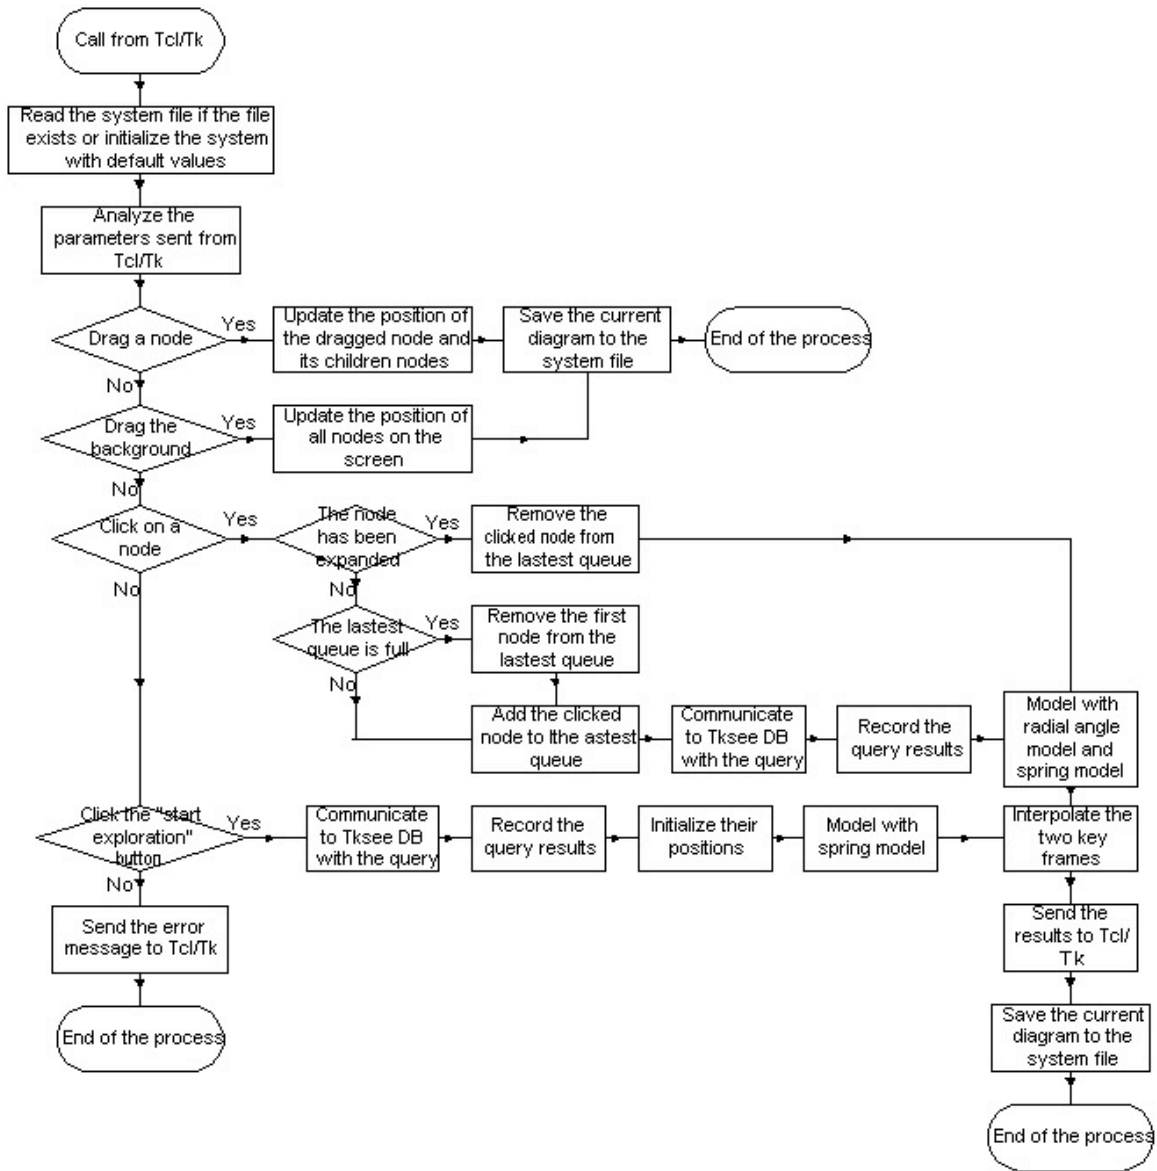 Call from Tcl/Tk
Read the system file if the file
exists or initialize the system
with default values
Analyze the
parameters sent from
Tcl/Tk
Drag a node
Yes
Update the position of
the dragged node and
its children nodes
Save the current
diagram to the
system file
End of the process
No
Drag the
background
Yes
Update the position of
all nodes on the
screen
No
Click on a
node
Yes
The node
has been
expanded
Yes
Remove the
clicked node from
the lastest queue
No
No
The lastest
queue is full
Yes
Remove the first
node from the
lastest queue
No
Add the clicked
node to lthe astest
queue
Communicate
to Tksee DB
with the query
Record the
query results
Model with
radial angle
model and
spring model
Click the "start
exploration"
button
Yes
Communicate
to Tksee DB
with the query
Record the
query results
Initialize their
positions
Model with
spring model
Interpolate the
two key
frames
No
Send the error
message to Tcl/Tk
End of the process
Send the
results to Tcl/
Tk
Save the current
diagram to the
system file
End of the process